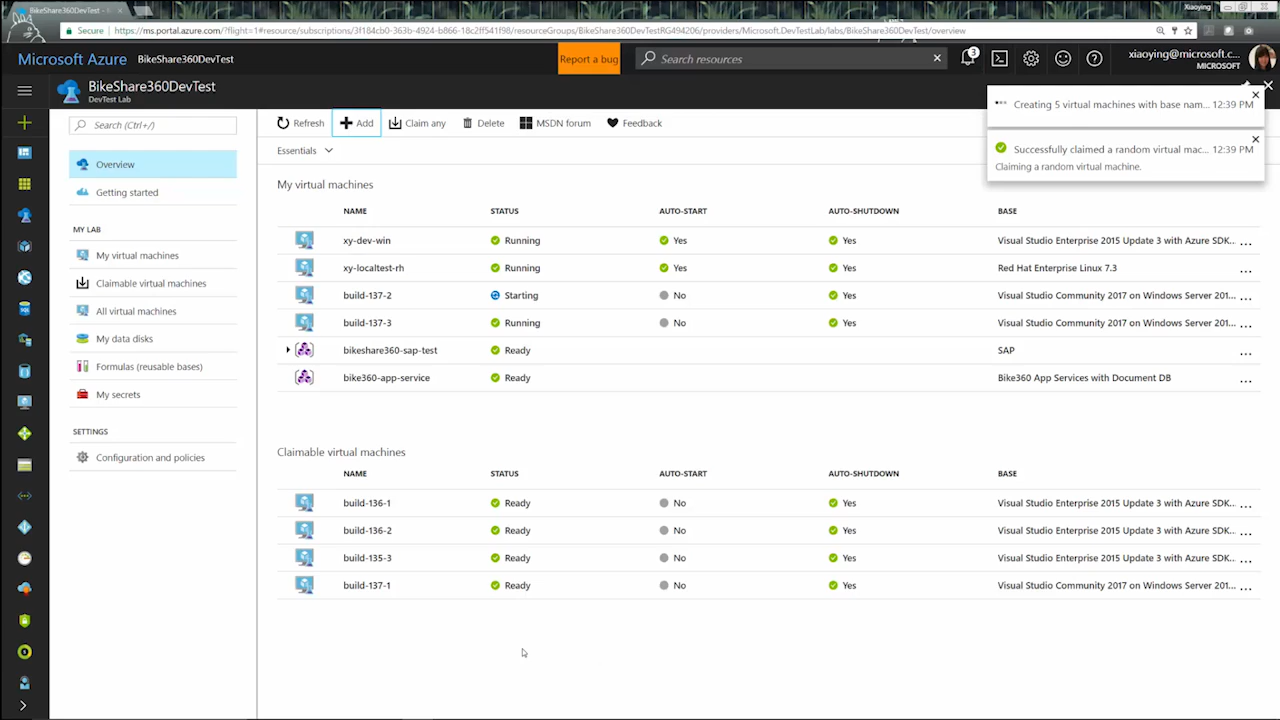 BikeShare360DevTest
Xiaoying
Secure
https://ms.portal.azure.com/?flight=1#resource/subscriptions/3f184cb0-363b-4924-b866-18c2ff541f98/resourceGroups/BikeShare360DevTestRG494206/providers/Microsoft.DevTestLab/labs/BikeShare360DevTest/overview
Microsoft Azure BikeShare360DevTest
Report a bug
Search resources
3
xiaoying@microsoft.c...
MICROSOFT
BikeShare360DevTest
DevTest Lab
Creating 5 virtual machines with base nam... 12:39 PM
Successfully claimed a random virtual mac... 12:39 PM
Claiming a random virtual machine.
Search (Ctrl+/)
Overview
Getting started
MY LAB
My virtual machines
Claimable virtual machines
All virtual machines
My data disks
Formulas (reusable bases)
My secrets
SETTINGS
Configuration and policies
Refresh Add Claim any Delete MSDN forum Feedback
Essentials
My virtual machines
NAME STATUS AUTO-START AUTO-SHUTDOWN BASE
xy-dev-win Running Yes Yes Visual Studio Enterprise 2015 Update 3 with Azure SDK... ...
xy-localtest-rh Running Yes Yes Red Hat Enterprise Linux 7.3 ...
build-137-2 Starting No Yes Visual Studio Community 2017 on Windows Server 201... ...
build-137-3 Running No Yes Visual Studio Community 2017 on Windows Server 201... ...
bikeshare360-sap-test Ready SAP ...
bike360-app-service Ready Bike360 App Services with Document DB ...
Claimable virtual machines
NAME STATUS AUTO-START AUTO-SHUTDOWN BASE
build-136-1 Ready No Yes Visual Studio Enterprise 2015 Update 3 with Azure SDK... ...
build-136-2 Ready No Yes Visual Studio Enterprise 2015 Update 3 with Azure SDK... ...
build-135-3 Ready No Yes Visual Studio Enterprise 2015 Update 3 with Azure SDK... ...
build-137-1 Ready No Yes Visual Studio Community 2017 on Windows Server 201... ...